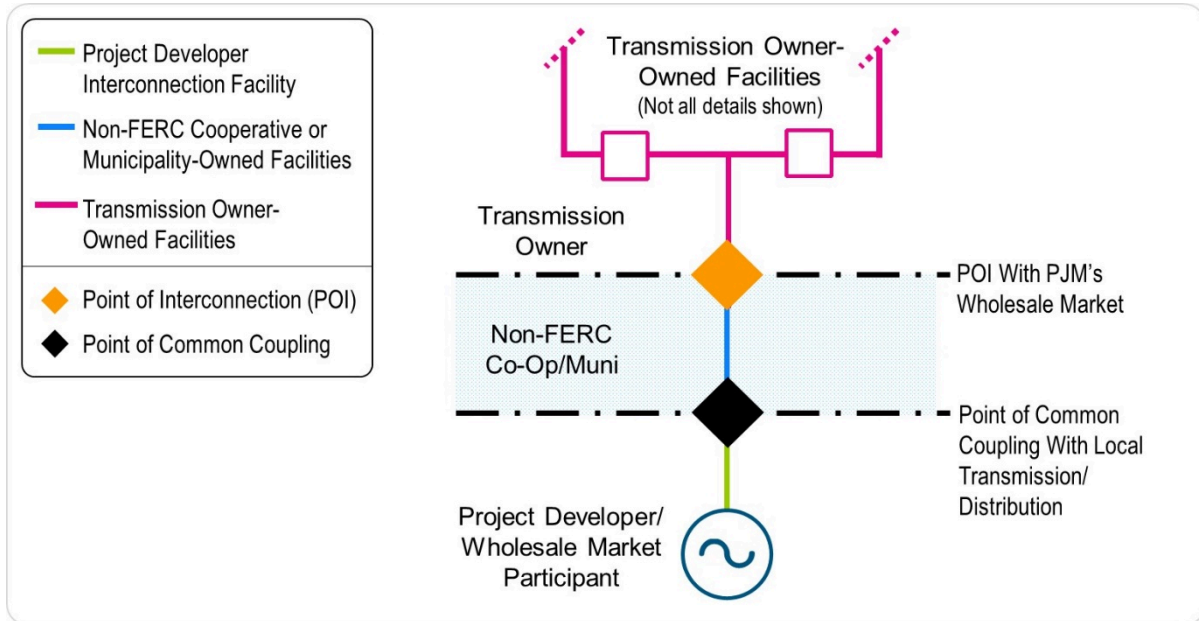 Project Developer
Interconnection Facility
Non-FERC Cooperative or
Municipality-Owned Facilities
Transmission Owner-
Owned Facilities
Point of Interconnection (POI)
Point of Common Coupling
Transmission Owner-
Owned Facilities
(Not all details shown)
Transmission
Owner
POI With PJM’s
Wholesale Market
Non-FERC
Co-Op/Muni
Point of Common
Coupling With Local
Transmission/
Distribution
Project Developer/
Wholesale Market
Participant